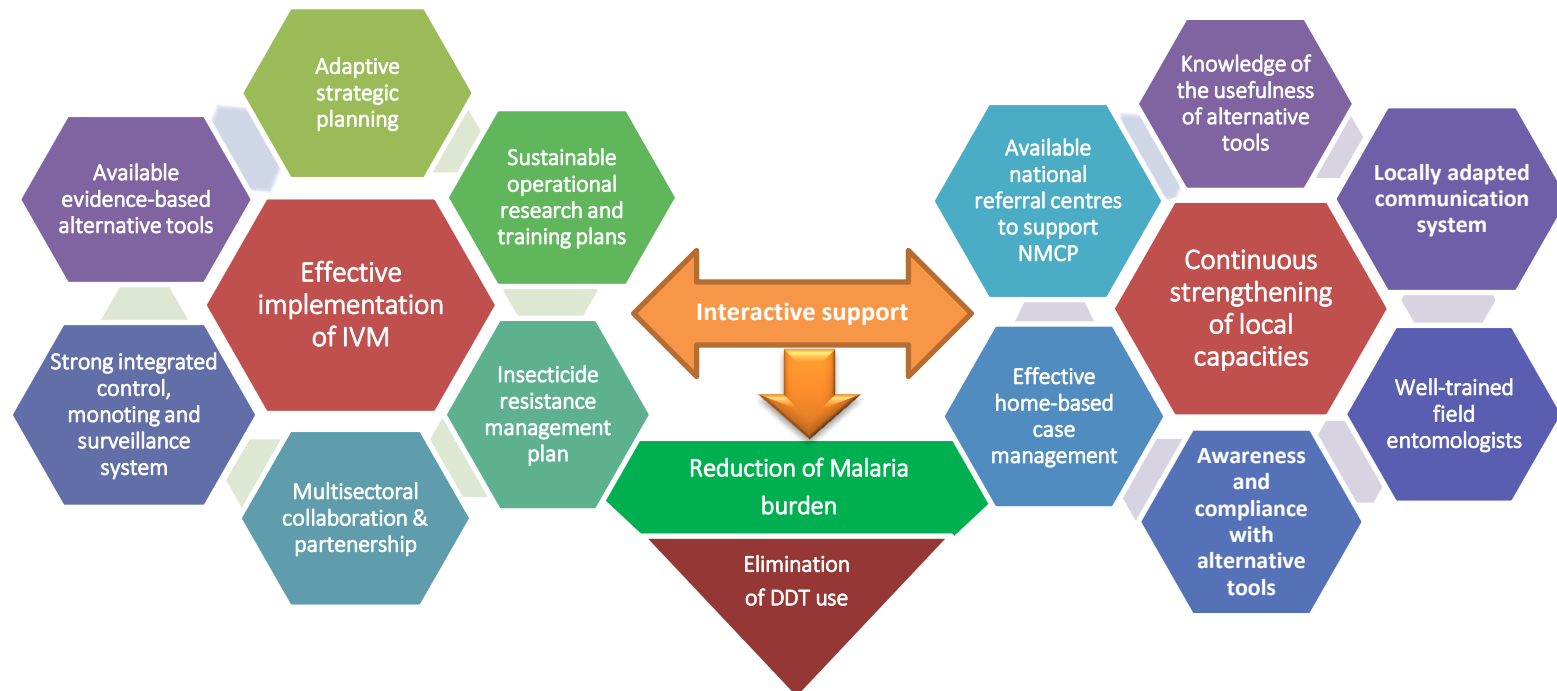 Adaptive
strategic
planning
Available
evidence-based
alternative tools
Sustainable
operational
research and
training plans
Effective
implementation
of IVM
Strong integrated
control,
monoting and
surveillance
system
Insecticide
resistance
management
plan
Multisectoral
collaboration &
partenership
Interactive support
Reduction of Malaria
burden
Elimination
of DDT use
Knowledge of
the usefulness
of alternative
tools
Available
national
referral centres
to support
NMCP
Locally adapted
communication
system
Continuous
strengthening
of local
capacities
Effective
home-based
case
management
Well-trained
field
entomologists
Awareness
and
compliance
with
alternative
tools